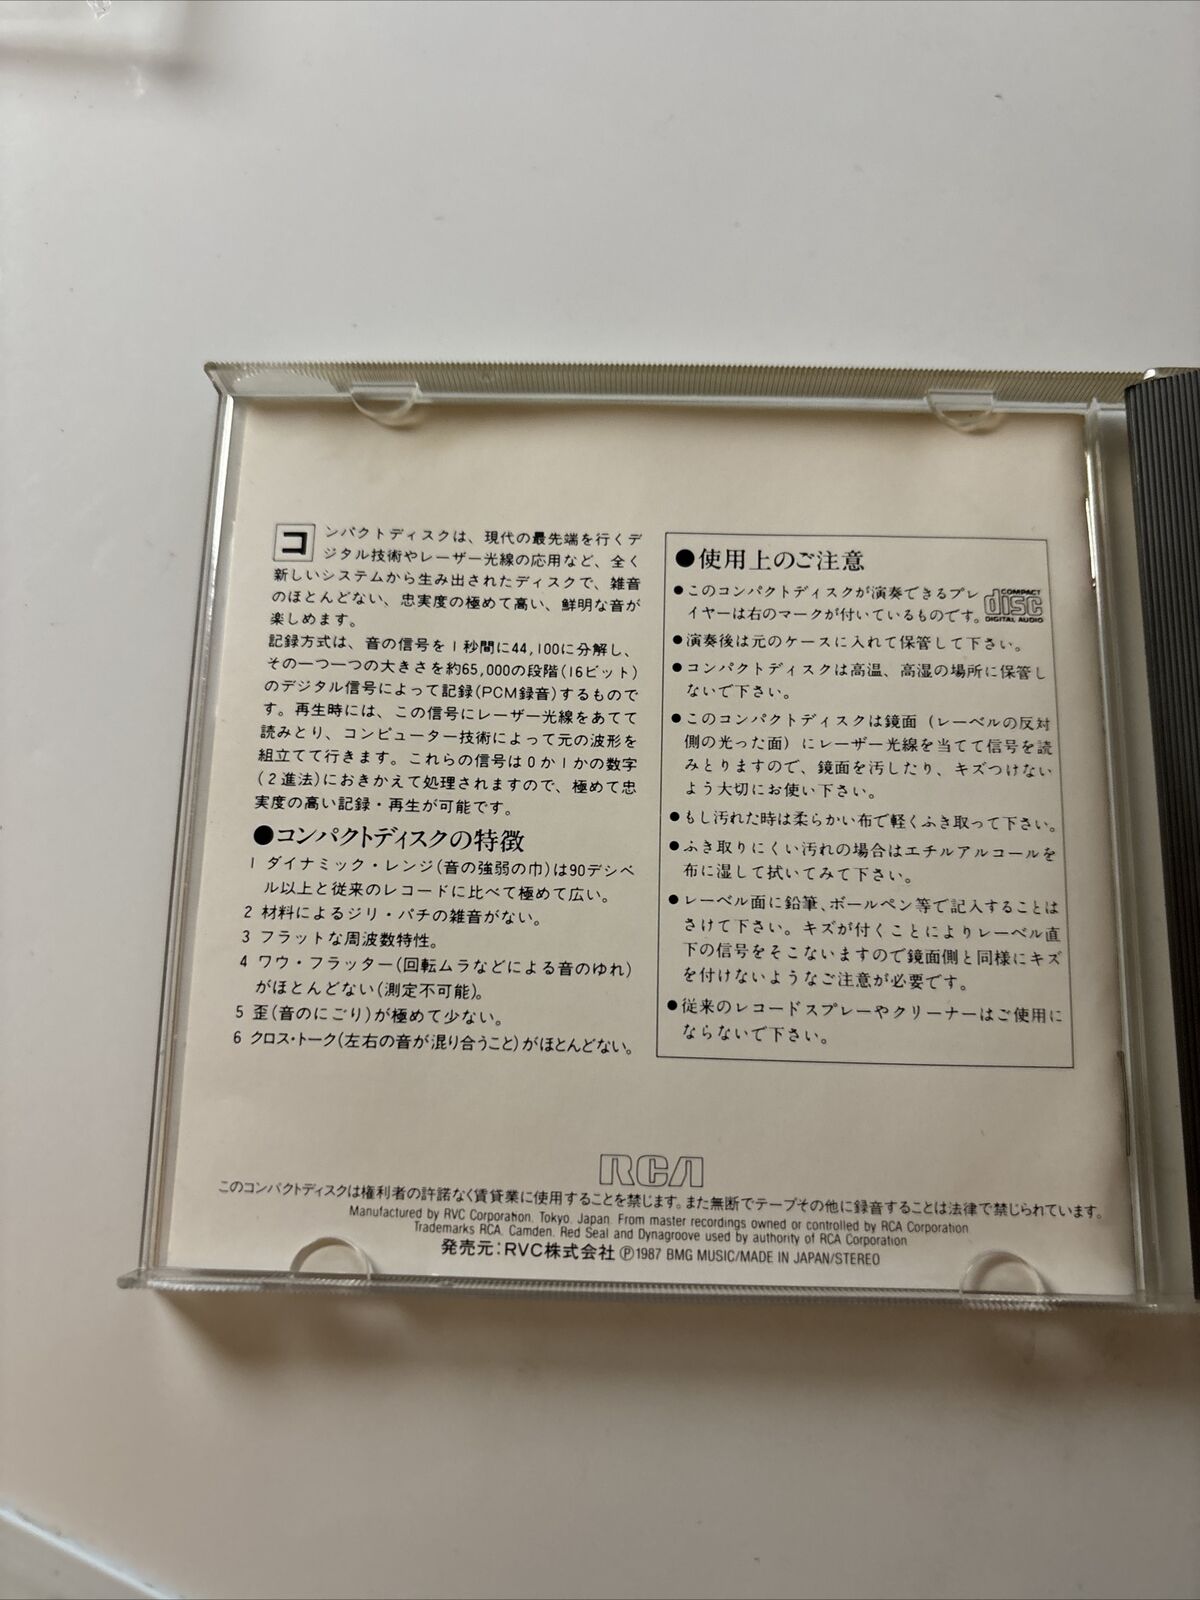 コンパクトディスクは、現代の最先端を行くデ
ジタル技術やレーザー光線の応用など、全く
新しいシステムから生み出されたディスクで、雑音
のほとんどない、忠実度の極めて高い、鮮明な音が
楽しめます。
記録方式は、音の信号を1秒間に44,100に分解し、
その一つ一つの大きさを約65,000の段階(16ビット)
のデジタル信号によって記録(PCM録音)するもので
す。再生時には、この信号にレーザー光線をあてて
読みとり、コンピューター技術によって元の波形を
組立てて行きます。これらの信号は0か1かの数字
(2進法)におきかえて処理されますので、極めて忠
実度の高い記録・再生が可能です。
●コンパクトディスクの特徴
1 ダイナミック・レンジ(音の強弱の巾)は90デシベ
ル以上と従来のレコードに比べて極めて広い。
2 材料によるジリ・パチの雑音がない。
3 フラットな周波数特性。
4 ワウ・フラッター(回転ムラなどによる音のゆれ)
がほとんどない(測定不可能)。
5 歪(音のにごり)が極めて少ない。
6 クロス・トーク(左右の音が混り合うこと)がほとんどない。
●使用上のご注意
●このコンパクトディスクが演奏できるプレ
イヤーは右のマークが付いているものです。
COMPACT
disc
DIGITAL AUDIO
●演奏後は元のケースに入れて保管して下さい。
●コンパクトディスクは高温、高湿の場所に保管し
ないで下さい。
●このコンパクトディスクは鏡面（レーベルの反対
側の光った面）にレーザー光線を当てて信号を読
みとりますので、鏡面を汚したり、キズつけない
よう大切にお使い下さい。
●もし汚れた時は柔らかい布で軽くふき取って下さい。
●ふき取りにくい汚れの場合はエチルアルコールを
布に湿して拭いてみて下さい。
●レーベル面に鉛筆、ボールペン等で記入することは
さけて下さい。キズが付くことによりレーベル直
下の信号をそこないますので鏡面側と同様にキズ
を付けないようなご注意が必要です。
●従来のレコードスプレーやクリーナーはご使用に
ならないで下さい。
RCA
このコンパクトディスクは権利者の許諾なく賃貸業に使用することを禁じます。また無断でテープその他に録音することは法律で禁じられています。
Manufactured by RVC Corporation. Tokyo. Japan. From master recordings owned or controlled by RCA Corporation
Trademarks RCA. Camden. Red Seal and Dynagroove used by authority of RCA Corporation
発売元：RVC株式会社 Ⓟ1987 BMG MUSIC/MADE IN JAPAN/STEREO